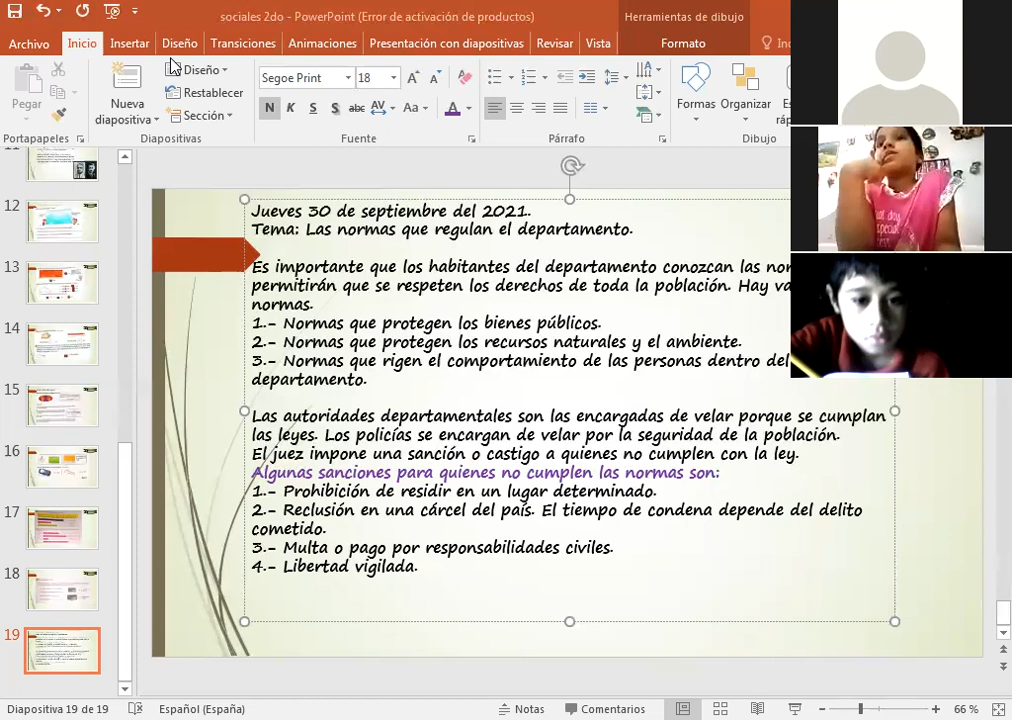 sociales 2do - PowerPoint (Error de activación de productos)
Herramientas de dibujo
Archivo Inicio Insertar Diseño Transiciones Animaciones Presentación con diapositivas Revisar Vista Formato
Pegar
Nueva diapositiva
Diseño
Restablecer
Sección
Segoe Print 18
N K S S abc AV Aa A
Formas Organizar
Portapapeles Diapositivas Fuente Párrafo Dibujo
12
13
14
15
16
17
18
19
Jueves 30 de septiembre del 2021.
Tema: Las normas que regulan el departamento.
Es importante que los habitantes del departamento conozcan las
permitirán que se respeten los derechos de toda la población. Hay
normas.
1.- Normas que protegen los bienes públicos.
2.- Normas que protegen los recursos naturales y el ambiente.
3.- Normas que rigen el comportamiento de las personas dentro del
departamento.
Las autoridades departamentales son las encargadas de velar porque se cumplan
las leyes. Los policías se encargan de velar por la seguridad de la población.
El juez impone una sanción o castigo a quienes no cumplen con la ley.
Algunas sanciones para quienes no cumplen las normas son:
1.- Prohibición de residir en un lugar determinado.
2.- Reclusión en una cárcel del país. El tiempo de condena depende del delito
cometido.
3.- Multa o pago por responsabilidades civiles.
4.- Libertad vigilada.
Diapositiva 19 de 19 Español (España) Notas Comentarios 66 %